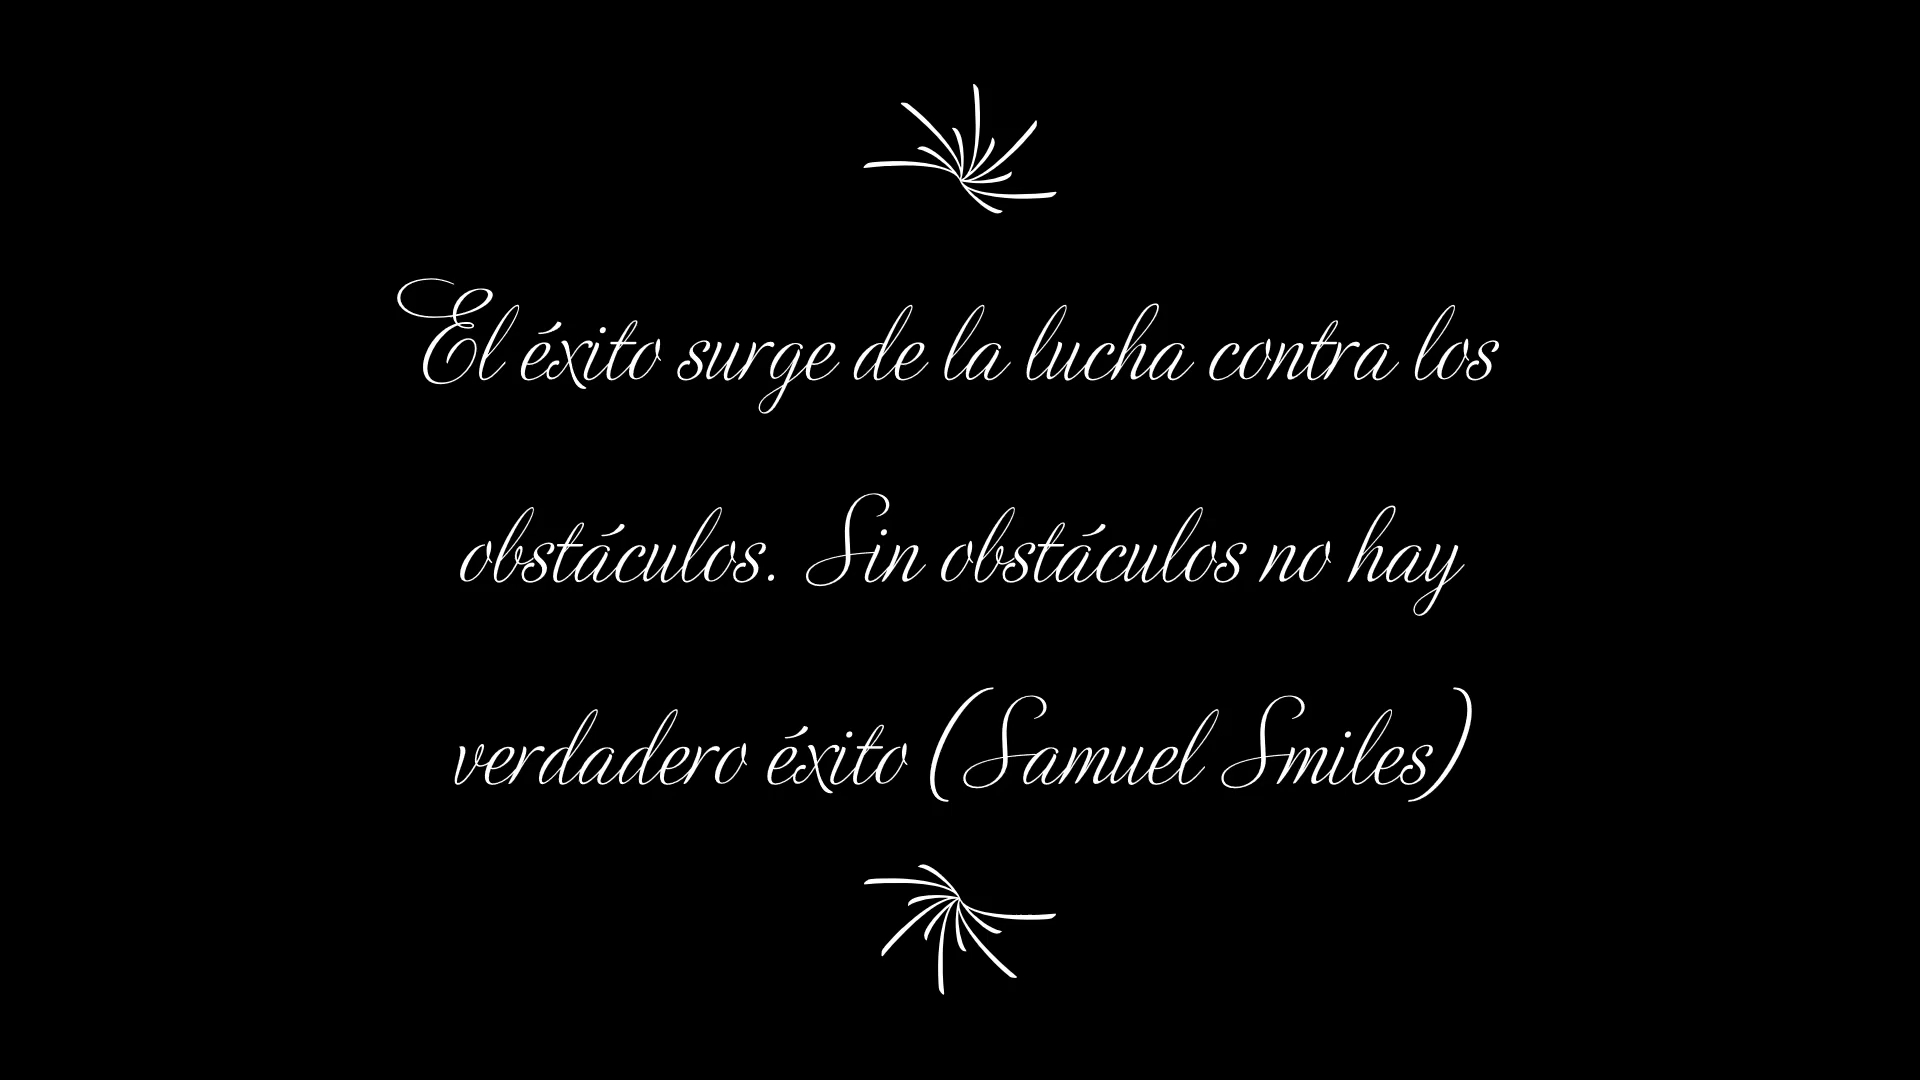 El éxito surge de la lucha contra los
obstáculos. Sin obstáculos no hay
verdadero éxito (Samuel Smiles)